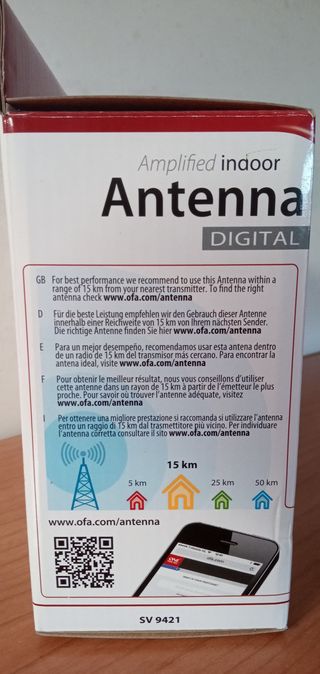 Amplified indoor
Antenna
DIGITAL
GB For best performance we recommend to use this Antenna within a
range of 15 km from your nearest transmitter. To find the right
antenna check www.ofa.com/antenna
D Für die beste Leistung empfehlen wir den Gebrauch dieser Antenne
innerhalb einer Reichweite von 15 km von Ihrem nächsten Sender.
Die richtige Antenne finden Sie hier www.ofa.com/antenna
E Para un mejor desempeño, recomendamos usar esta antena dentro
de un radio de 15 km del transmisor más cercano. Para encontrar la
antena ideal, visite www.ofa.com/antenna
F Pour obtenir le meilleur résultat, nous vous conseillons d'utiliser
cette antenne dans un rayon de 15 km à partir de l'émetteur le plus
proche. Pour savoir où trouver l'antenne adéquate, visitez
www.ofa.com/antenna
I Per ottenere una migliore prestazione si raccomanda si utilizzare l'antenna
entro un raggio di 15 km dal trasmettitore più vicino. Per individuare
l'antenna corretta consultare il sito www.ofa.com/antenna
15 km
5 km 25 km 50 km
www.ofa.com/antenna
ofa.com
SV 9421